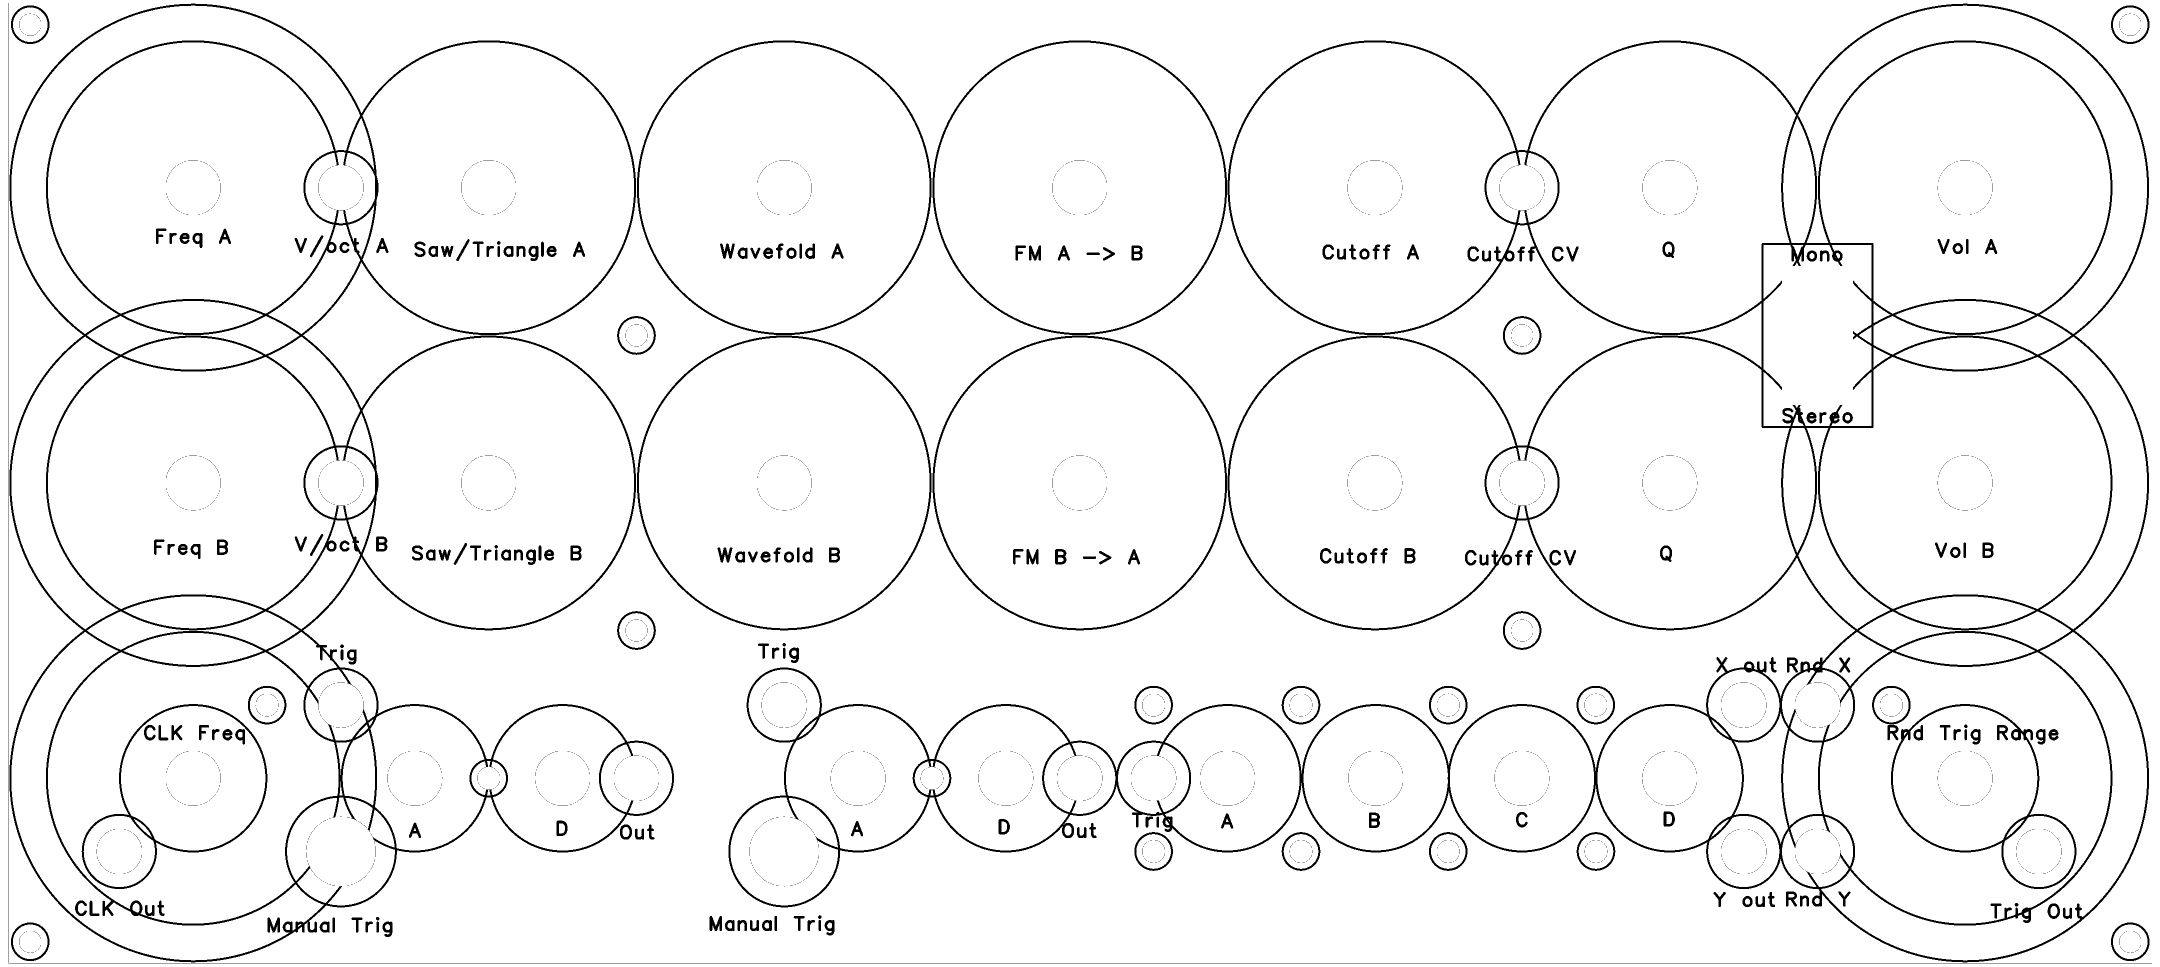 Freq A
V/oct A
Saw/Triangle A
Wavefold A
FM A -> B
Cutoff A
Cutoff CV
Q
Mono
Vol A
Stereo
Freq B
V/oct B
Saw/Triangle B
Wavefold B
FM B -> A
Cutoff B
Cutoff CV
Q
Vol B
Trig
Trig
X out
Rnd X
CLK Freq
Rnd Trig Range
A
D
Out
A
D
Out
Trig
A
B
C
D
CLK Out
Manual Trig
Manual Trig
Y out
Rnd Y
Trig Out